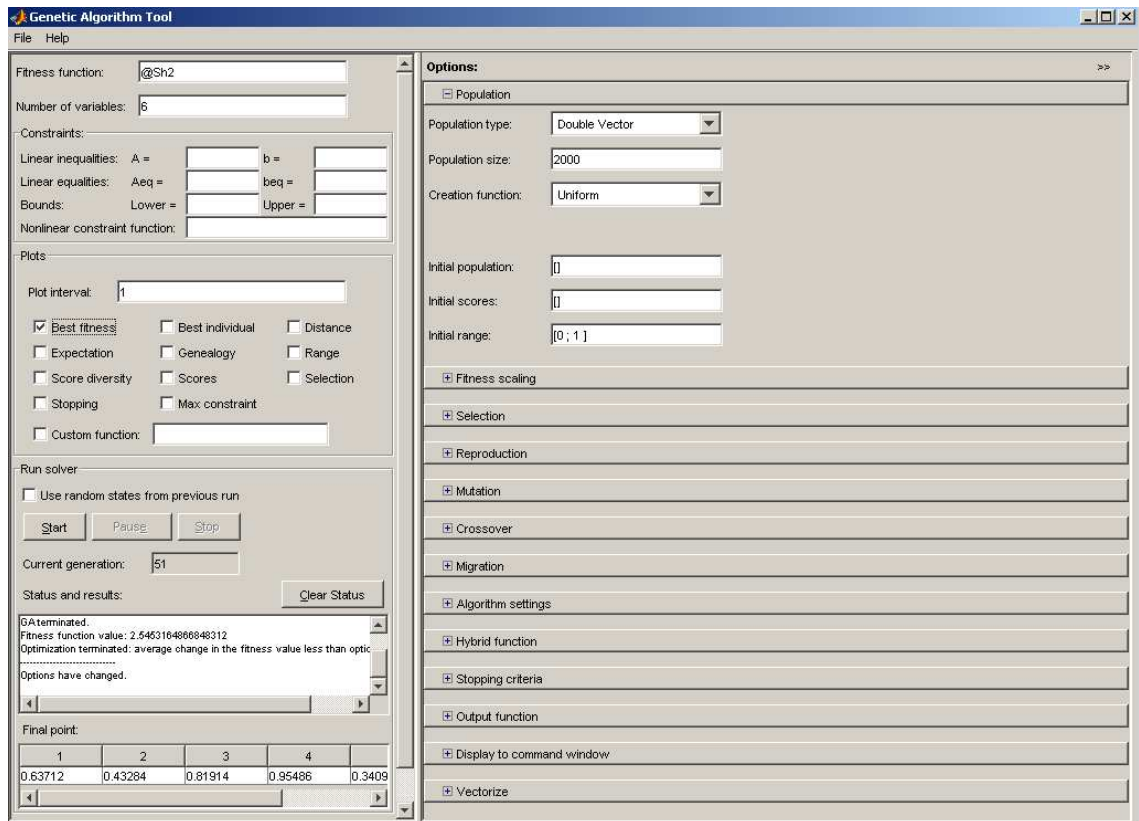 Genetic Algorithm Tool
File Help
Fitness function: @Sh2
Number of variables: 6
Constraints:
Linear inequalities: A = b =
Linear equalities: Aeq = beq =
Bounds: Lower = Upper =
Nonlinear constraint function:
Plots
Plot interval: 1
Best fitness Best individual Distance
Expectation Genealogy Range
Score diversity Scores Selection
Stopping Max constraint
Custom function:
Run solver
Use random states from previous run
Start Pause Stop
Current generation: 51
Status and results: Clear Status
GA terminated.
Fitness function value: 2.5453164866848312
Optimization terminated: average change in the fitness value less than optic
----------------------------
Options have changed.
Final point:
1 2 3 4
0.63712 0.43284 0.81914 0.95486 0.3409
Options: >>
Population
Population type: Double Vector
Population size: 2000
Creation function: Uniform
Initial population: []
Initial scores: []
Initial range: [0 ; 1 ]
Fitness scaling
Selection
Reproduction
Mutation
Crossover
Migration
Algorithm settings
Hybrid function
Stopping criteria
Output function
Display to command window
Vectorize